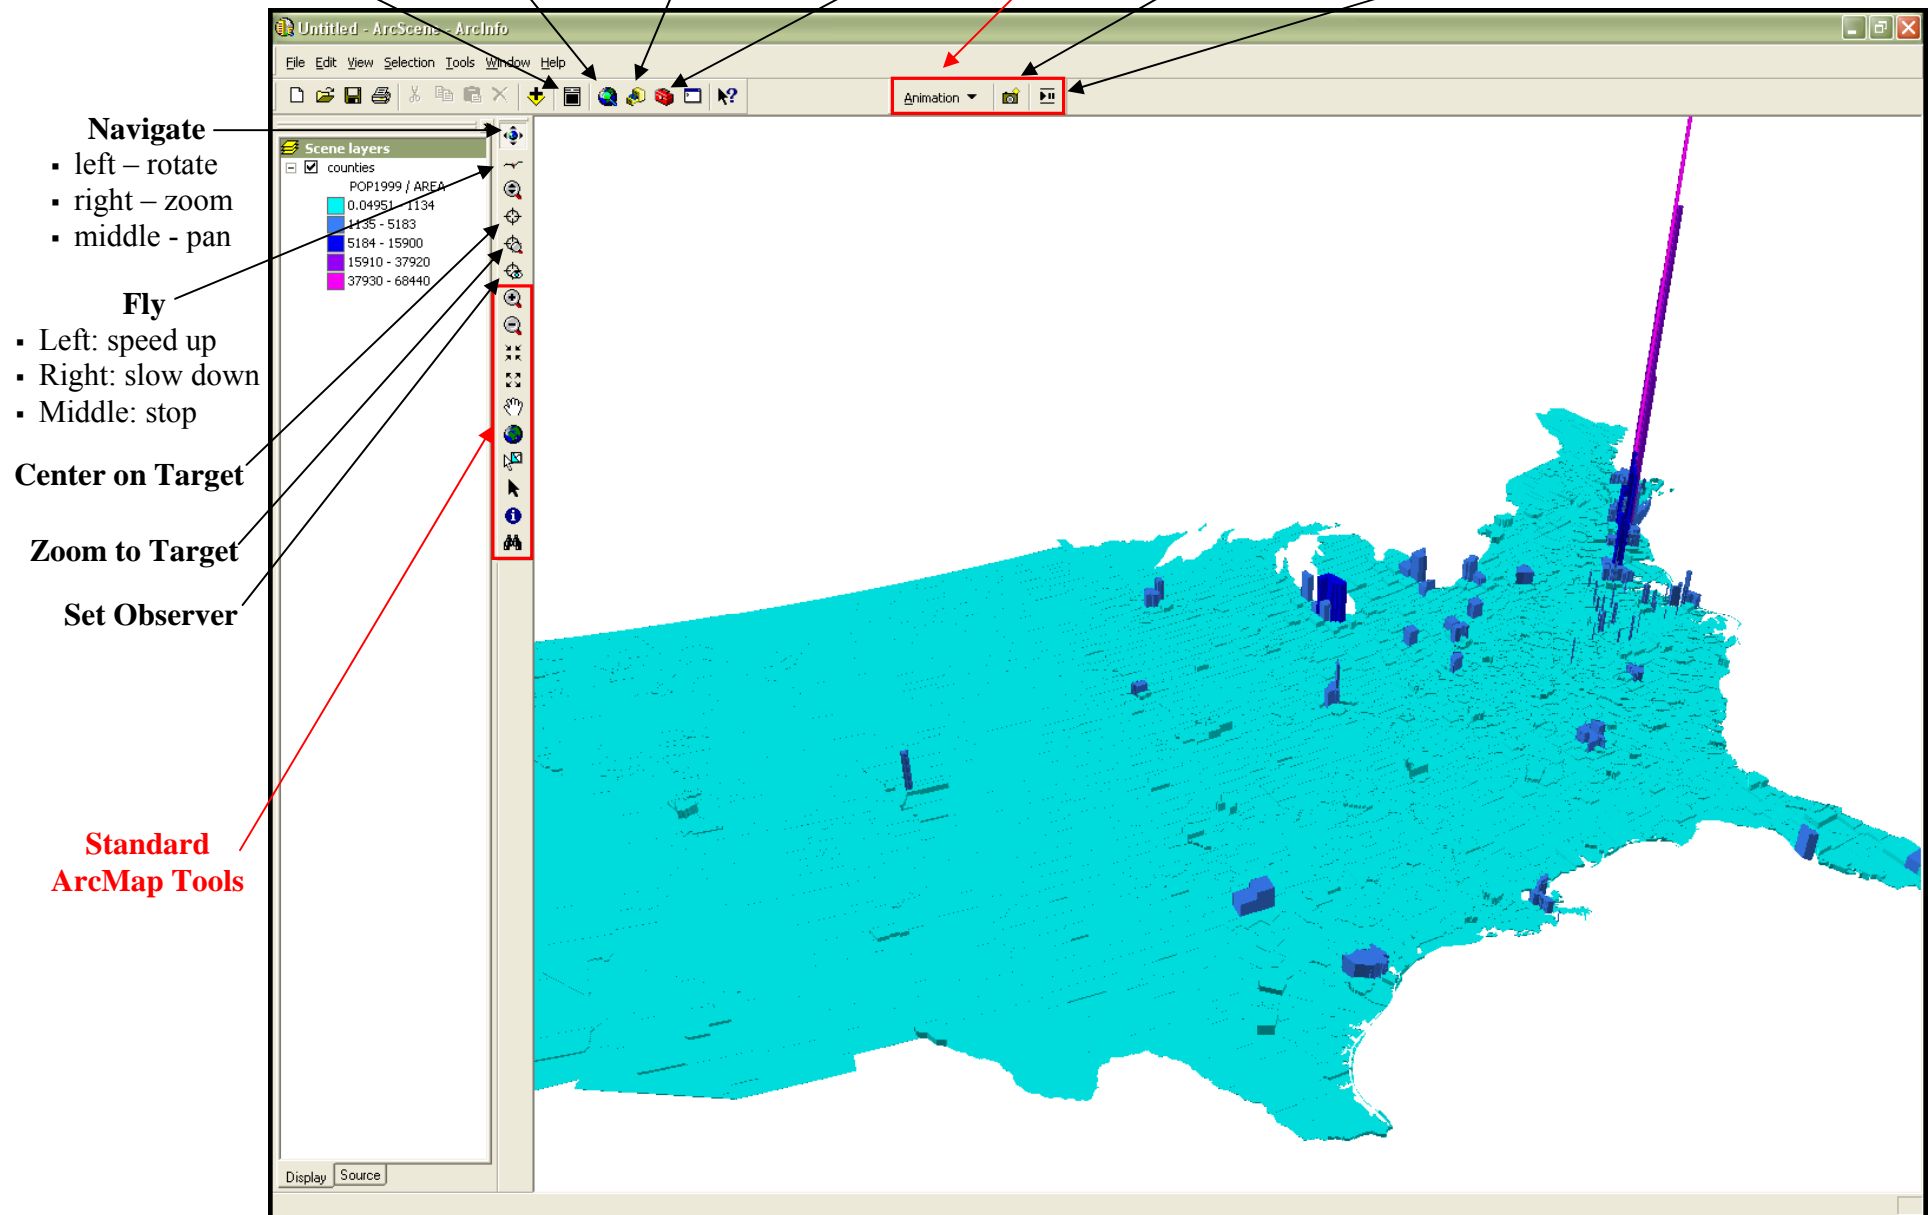 Untitled - ArcScene - ArcInfo
File Edit View Selection Tools Window Help
Animation
Navigate
▪ left – rotate
▪ right – zoom
▪ middle - pan
Fly
▪ Left: speed up
▪ Right: slow down
▪ Middle: stop
Center on Target
Zoom to Target
Set Observer
Standard
ArcMap Tools
Scene layers
counties
POP1999 / AREA
0.04951 - 1134
1135 - 5183
5184 - 15900
15910 - 37920
37930 - 68440
Display Source